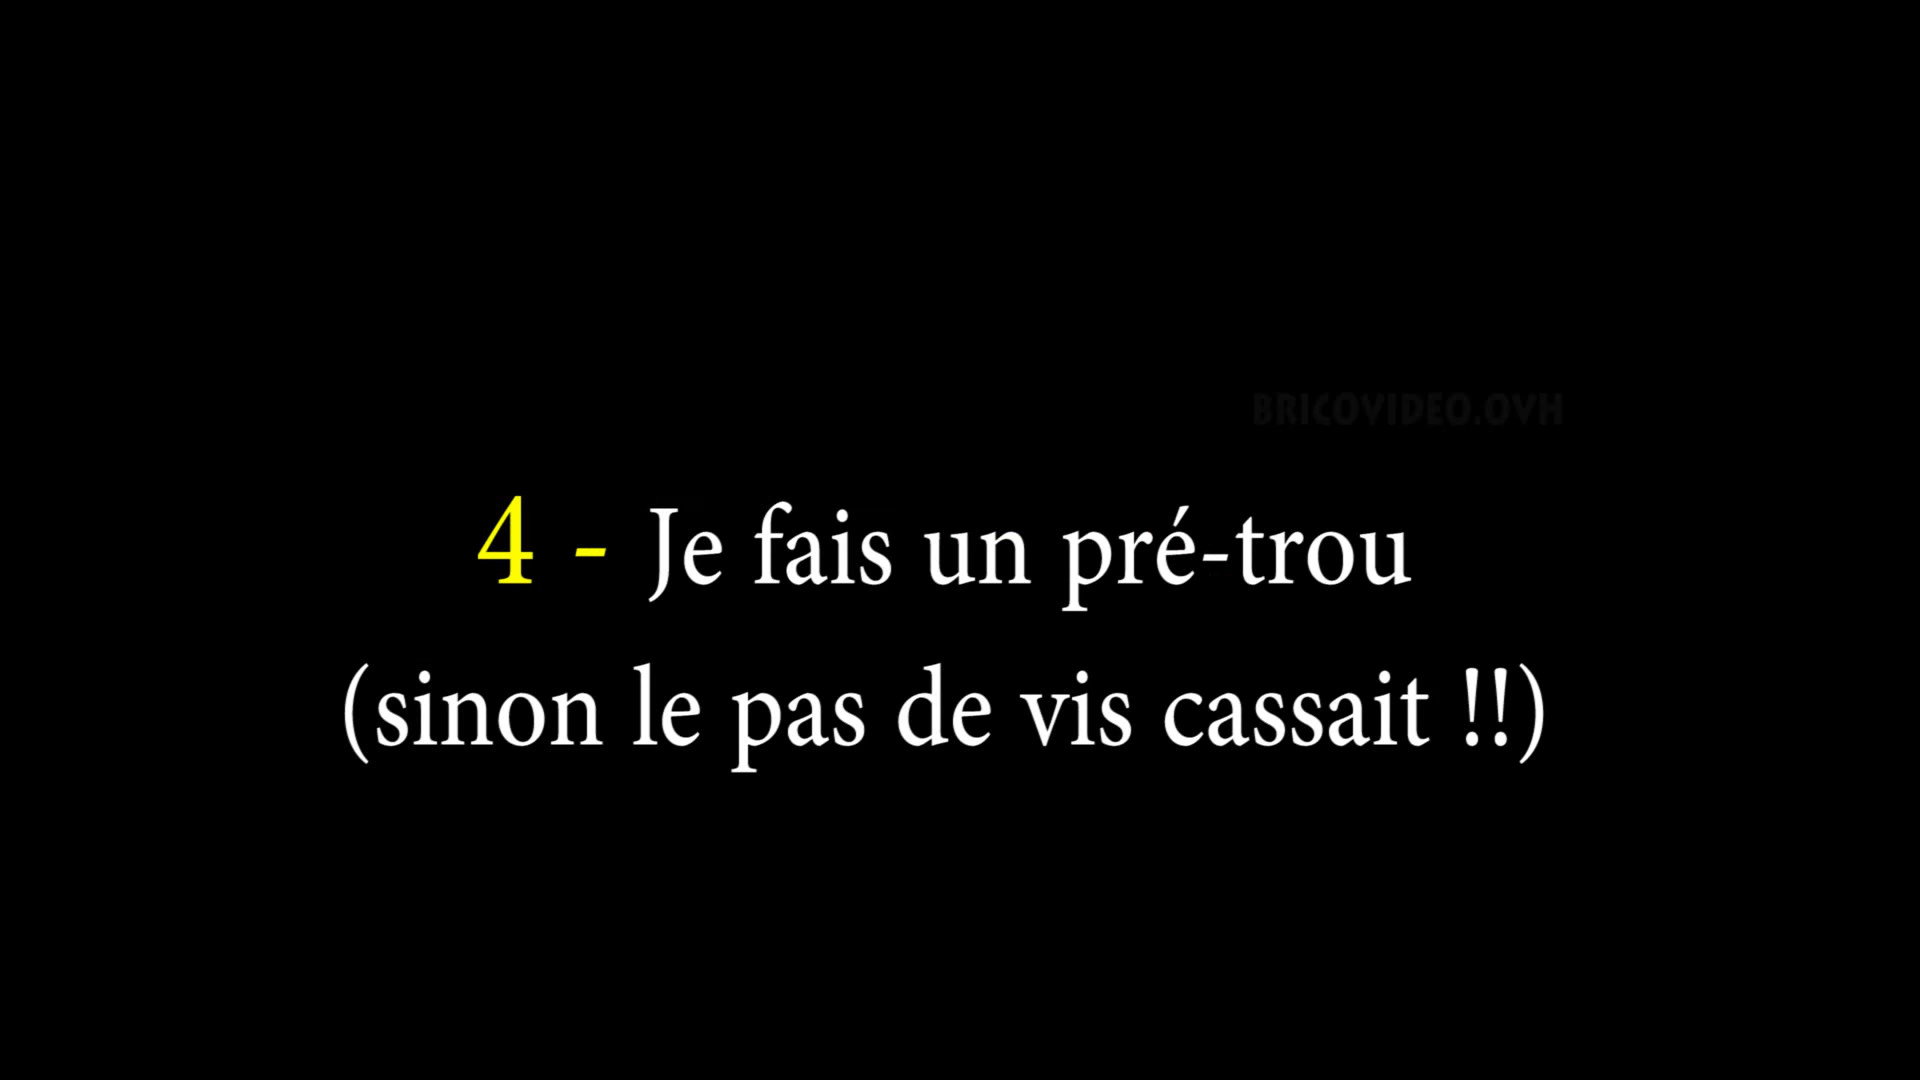 BRICOVIDEO.OVH
4 - Je fais un pré-trou
(sinon le pas de vis cassait !!)